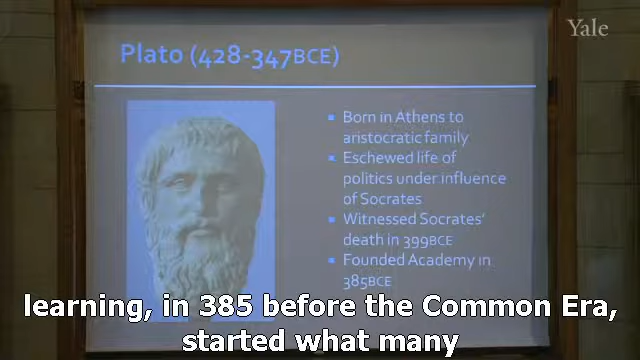 Yale
Plato (428-347BCE)
Born in Athens to
aristocratic family
Eschewed life of
politics under influence
of Socrates
Witnessed Socrates'
death in 399BCE
Founded Academy in
385BCE
learning, in 385 before the Common Era,
started what many